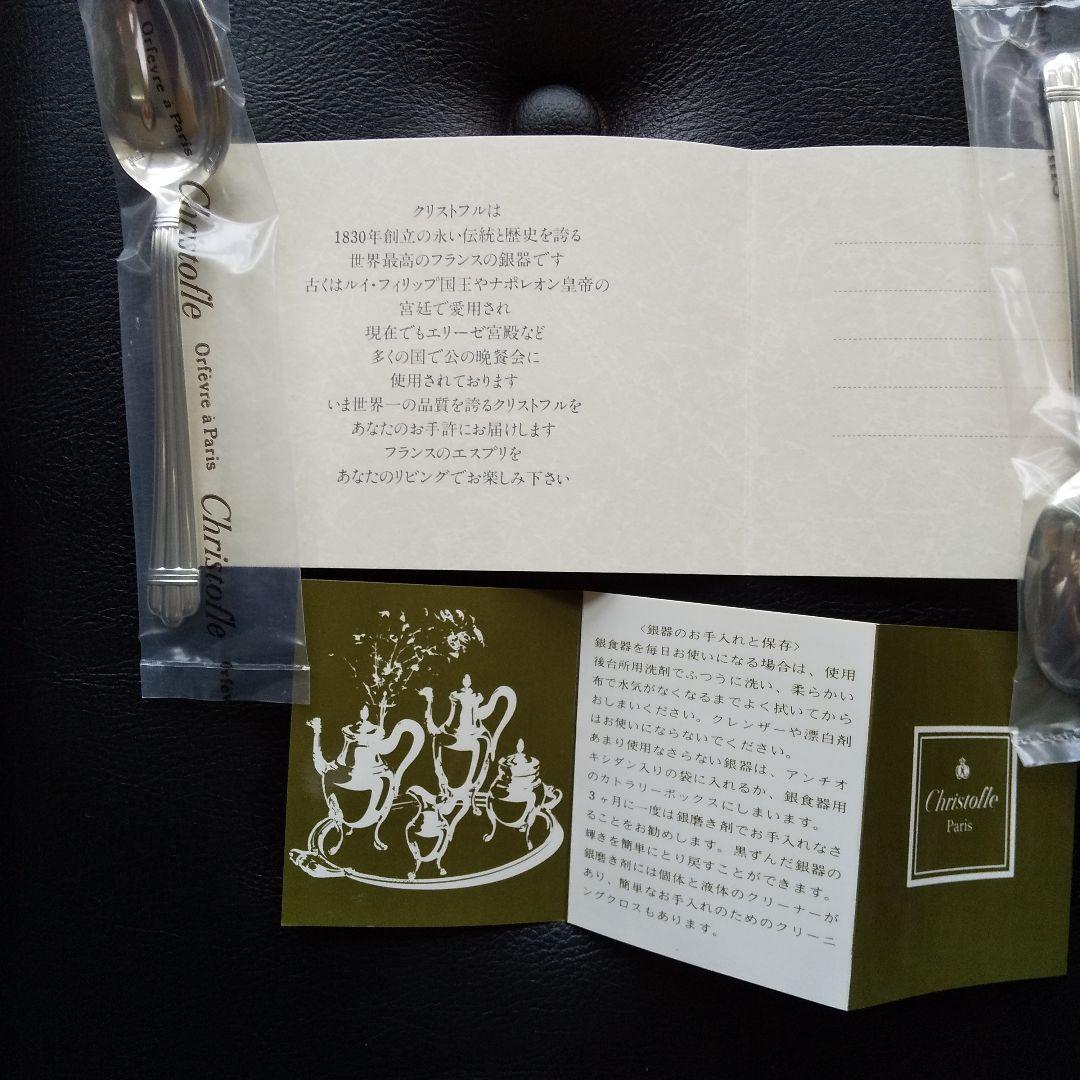 Orfèvre à Paris
Christofle
Orfèvre à Paris
Christofle
クリストフルは
1830年創立の永い伝統と歴史を誇る
世界最高のフランスの銀器です
古くはルイ・フィリップ国王やナポレオン皇帝の
宮廷で愛用され
現在でもエリーゼ宮殿など
多くの国で公の晩餐会に
使用されております
いま世界一の品質を誇るクリストフルを
あなたのお手許にお届けします
フランスのエスプリを
あなたのリビングでお楽しみ下さい
<銀器のお手入れと保存>
銀食器を毎日お使いになる場合は、使用
後台所用洗剤でふつうに洗い、柔らかい
布で水気がなくなるまでよく拭いてから
おしまいください。クレンザーや漂白剤
はお使いにならないでください。
あまり使用なさらない銀器は、アンチオ
キシダン入りの袋に入れるか、銀食器用
のカトラリーボックスにしまいます。
3ヶ月に一度は銀磨き剤でお手入れなさ
ることをお勧めします。黒ずんだ銀器の
輝きを簡単にとり戻すことができます。
銀磨き剤には個体と液体のクリーナーが
あり、簡単なお手入れのためのクリーニ
ングクロスもあります。
Christofle
Paris